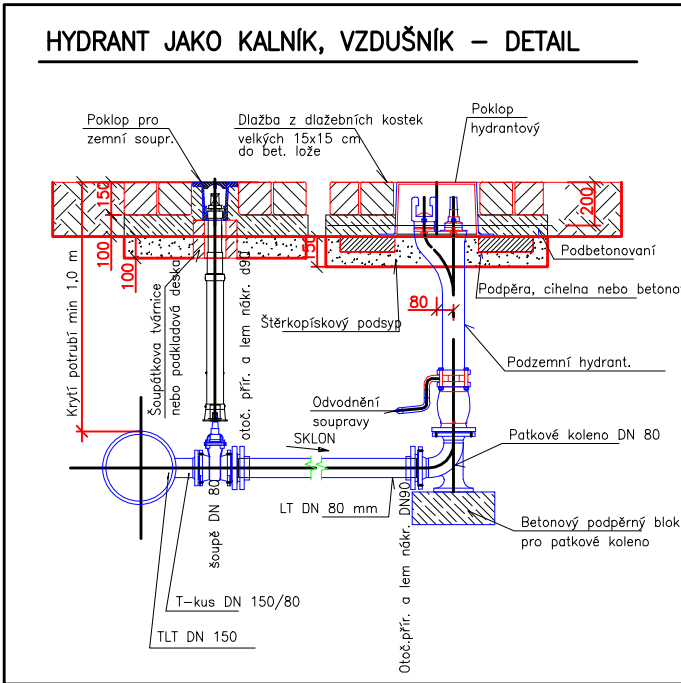 HYDRANT JAKO KALNÍK, VZDUŠNÍK – DETAIL
Poklop pro
zemní soupr.
Dlažba z dlažebních kostek
velkých 15x15 cm
do bet. lože
Poklop
hydrantový
150
100
100
50
200
80
Krytí potrubí min 1,0 m
Šoupátkova tvárnice
nebo podkladová deska
otoč. přír. a lem nákr. d90
Štěrkopískový podsyp
Podbetonovaní
Podpěra, cihelna nebo betono
Podzemní hydrant.
Odvodnění
soupravy
SKLON
Patkové koleno DN 80
šoupě DN 80
LT DN 80 mm
Otoč.přír. a lem nákr. DN90
Betonový podpěrný blok
pro patkové koleno
T–kus DN 150/80
TLT DN 150